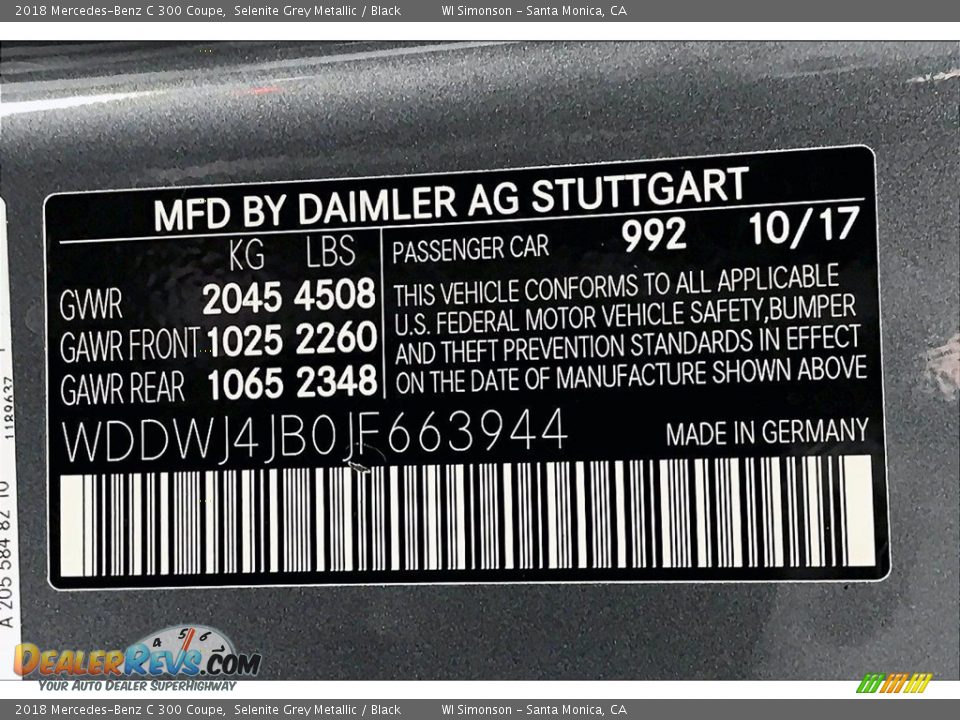 2018 Mercedes-Benz C 300 Coupe, Selenite Grey Metallic / Black WI Simonson - Santa Monica, CA
MFD BY DAIMLER AG STUTTGART
KG LBS
GVWR 2045 4508
GAWR FRONT 1025 2260
GAWR REAR 1065 2348
PASSENGER CAR 992 10/17
THIS VEHICLE CONFORMS TO ALL APPLICABLE
U.S. FEDERAL MOTOR VEHICLE SAFETY,BUMPER
AND THEFT PREVENTION STANDARDS IN EFFECT
ON THE DATE OF MANUFACTURE SHOWN ABOVE
WDDWJ4JB0JF663944
MADE IN GERMANY
A 205 584 82 10
1189637
4 5 6
DEALERREVS.COM
YOUR AUTO DEALER SUPERHIGHWAY
2018 Mercedes-Benz C 300 Coupe, Selenite Grey Metallic / Black WI Simonson - Santa Monica, CA